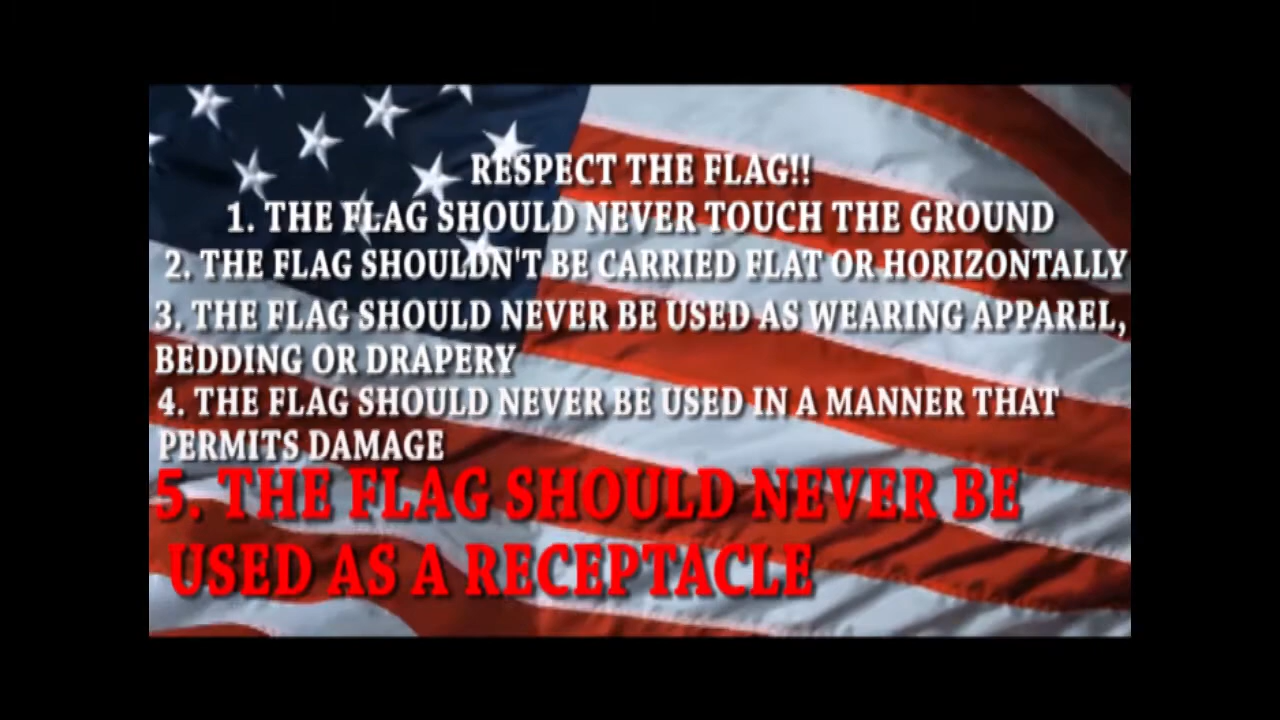 RESPECT THE FLAG!!
1. THE FLAG SHOULD NEVER TOUCH THE GROUND
2. THE FLAG SHOULDN'T BE CARRIED FLAT OR HORIZONTALLY
3. THE FLAG SHOULD NEVER BE USED AS WEARING APPAREL,
BEDDING OR DRAPERY
4. THE FLAG SHOULD NEVER BE USED IN A MANNER THAT
PERMITS DAMAGE
5. THE FLAG SHOULD NEVER BE
USED AS A RECEPTACLE